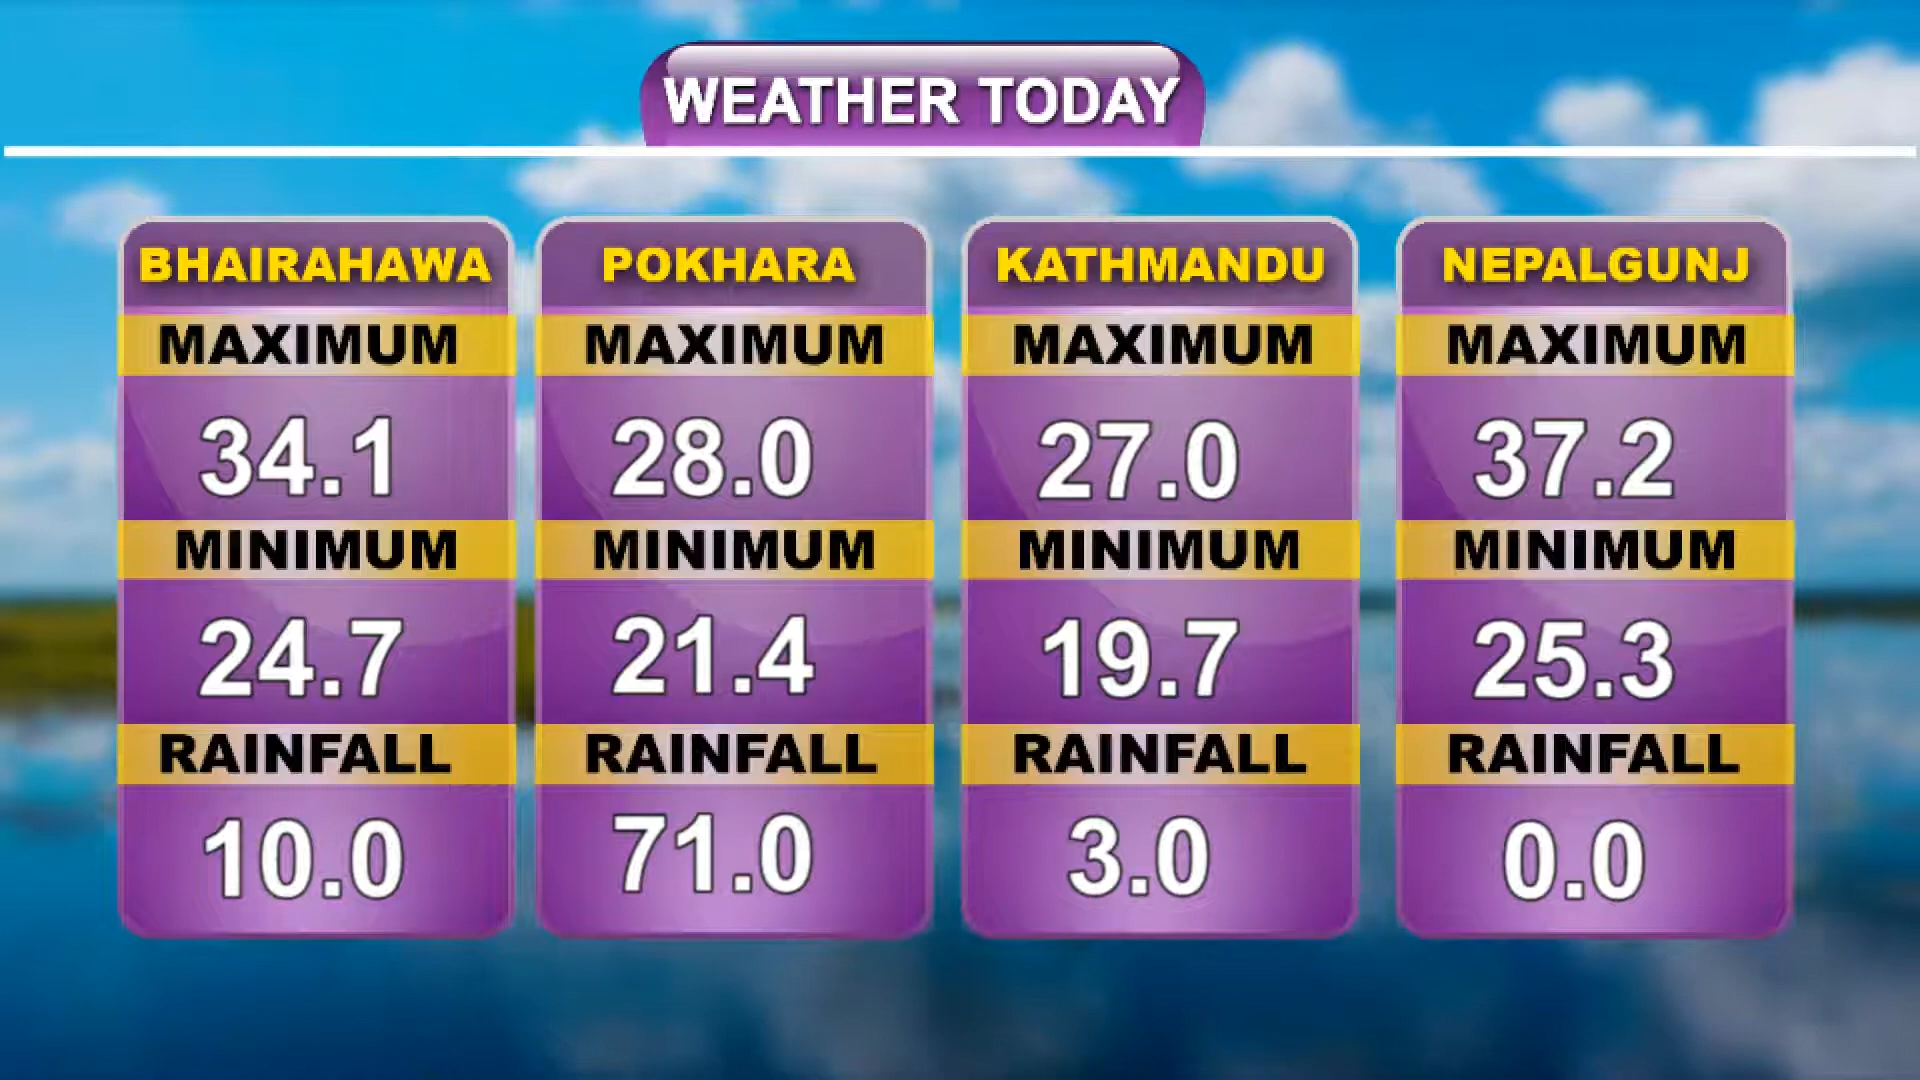 WEATHER TODAY
BHAIRAHAWA
MAXIMUM
34.1
MINIMUM
24.7
RAINFALL
10.0
POKHARA
MAXIMUM
28.0
MINIMUM
21.4
RAINFALL
71.0
KATHMANDU
MAXIMUM
27.0
MINIMUM
19.7
RAINFALL
3.0
NEPALGUNJ
MAXIMUM
37.2
MINIMUM
25.3
RAINFALL
0.0